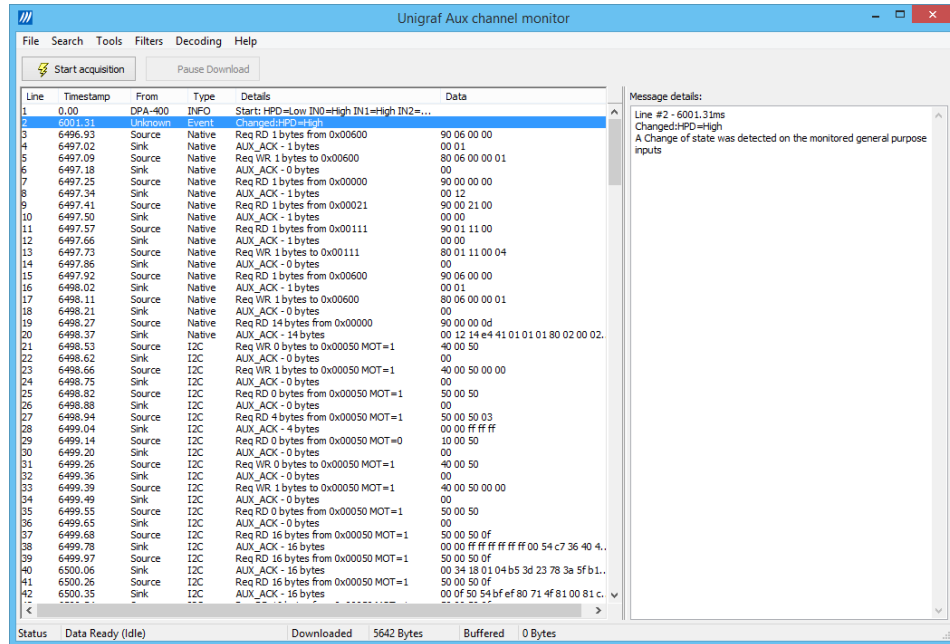 Unigraf Aux channel monitor
File Search Tools Filters Decoding Help
Start acquisition Pause Download
Line Timestamp From Type Details Data
1 0.00 DPA-400 INFO Start: HPD=Low IN0=High IN1=High IN2=...
2 6001.31 Unknown Event Changed:HPD=High
3 6496.93 Source Native Req RD 1 bytes from 0x00600 90 06 00 00
4 6497.02 Sink Native AUX_ACK - 1 bytes 00 01
5 6497.09 Source Native Req WR 1 bytes to 0x00600 80 06 00 00 01
6 6497.18 Sink Native AUX_ACK - 0 bytes 00
7 6497.25 Source Native Req RD 1 bytes from 0x00000 90 00 00 00
8 6497.34 Sink Native AUX_ACK - 1 bytes 00 12
9 6497.41 Source Native Req RD 1 bytes from 0x00021 90 00 21 00
10 6497.50 Sink Native AUX_ACK - 1 bytes 00 00
11 6497.57 Source Native Req RD 1 bytes from 0x00111 90 01 11 00
12 6497.66 Sink Native AUX_ACK - 1 bytes 00 00
13 6497.73 Source Native Req WR 1 bytes to 0x00111 80 01 11 00 04
14 6497.86 Sink Native AUX_ACK - 0 bytes 00
15 6497.92 Source Native Req RD 1 bytes from 0x00600 90 06 00 00
16 6498.02 Sink Native AUX_ACK - 1 bytes 00 01
17 6498.11 Source Native Req WR 1 bytes to 0x00600 80 06 00 00 01
18 6498.21 Sink Native AUX_ACK - 0 bytes 00
19 6498.27 Source Native Req RD 14 bytes from 0x00000 90 00 00 0d
20 6498.37 Sink Native AUX_ACK - 14 bytes 00 12 14 e4 41 01 01 01 80 02 00 02.
21 6498.53 Source I2C Req WR 0 bytes to 0x00050 MOT=1 40 00 50
22 6498.62 Sink I2C AUX_ACK - 0 bytes 00
23 6498.66 Source I2C Req WR 1 bytes to 0x00050 MOT=1 40 00 50 00 00
24 6498.75 Sink I2C AUX_ACK - 0 bytes 00
25 6498.82 Source I2C Req RD 0 bytes from 0x00050 MOT=1 50 00 50
26 6498.88 Sink I2C AUX_ACK - 0 bytes 00
27 6498.94 Source I2C Req RD 4 bytes from 0x00050 MOT=1 50 00 50 03
28 6499.04 Sink I2C AUX_ACK - 4 bytes 00 00 ff ff ff
29 6499.14 Source I2C Req RD 0 bytes from 0x00050 MOT=0 10 00 50
30 6499.20 Sink I2C AUX_ACK - 0 bytes 00
31 6499.26 Source I2C Req WR 0 bytes to 0x00050 MOT=1 40 00 50
32 6499.36 Sink I2C AUX_ACK - 0 bytes 00
33 6499.39 Source I2C Req WR 1 bytes to 0x00050 MOT=1 40 00 50 00 00
34 6499.49 Sink I2C AUX_ACK - 0 bytes 00
35 6499.55 Source I2C Req RD 0 bytes from 0x00050 MOT=1 50 00 50
36 6499.65 Sink I2C AUX_ACK - 0 bytes 00
37 6499.68 Source I2C Req RD 16 bytes from 0x00050 MOT=1 50 00 50 0f
38 6499.78 Sink I2C AUX_ACK - 16 bytes 00 00 ff ff ff ff ff ff 00 54 c7 36 40 4..
39 6499.97 Source I2C Req RD 16 bytes from 0x00050 MOT=1 50 00 50 0f
40 6500.06 Sink I2C AUX_ACK - 16 bytes 00 34 18 01 04 b5 3d 23 78 3a 5f b1..
41 6500.26 Source I2C Req RD 16 bytes from 0x00050 MOT=1 50 00 50 0f
42 6500.35 Sink I2C AUX_ACK - 16 bytes 00 0f 50 54 bf ef 80 71 4f 81 00 81 c.
Message details:
Line #2 - 6001.31ms
Changed:HPD=High
A Change of state was detected on the monitored general purpose
inputs
Status Data Ready (Idle) Downloaded 5642 Bytes Buffered 0 Bytes